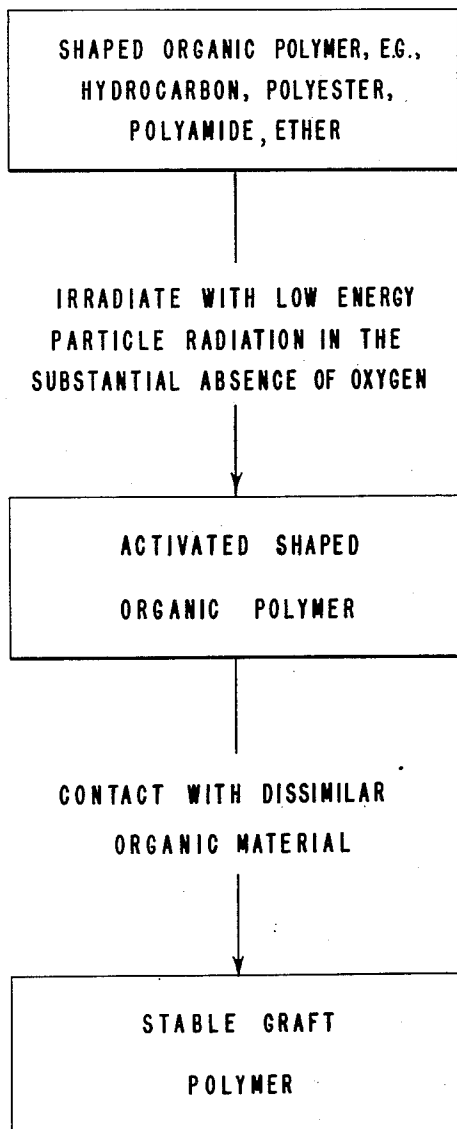 SHAPED ORGANIC POLYMER, E.G.,
HYDROCARBON, POLYESTER,
POLYAMIDE, ETHER
IRRADIATE WITH LOW ENERGY
PARTICLE RADIATION IN THE
SUBSTANTIAL ABSENCE OF OXYGEN
ACTIVATED SHAPED
ORGANIC POLYMER
CONTACT WITH DISSIMILAR
ORGANIC MATERIAL
STABLE GRAFT
POLYMER